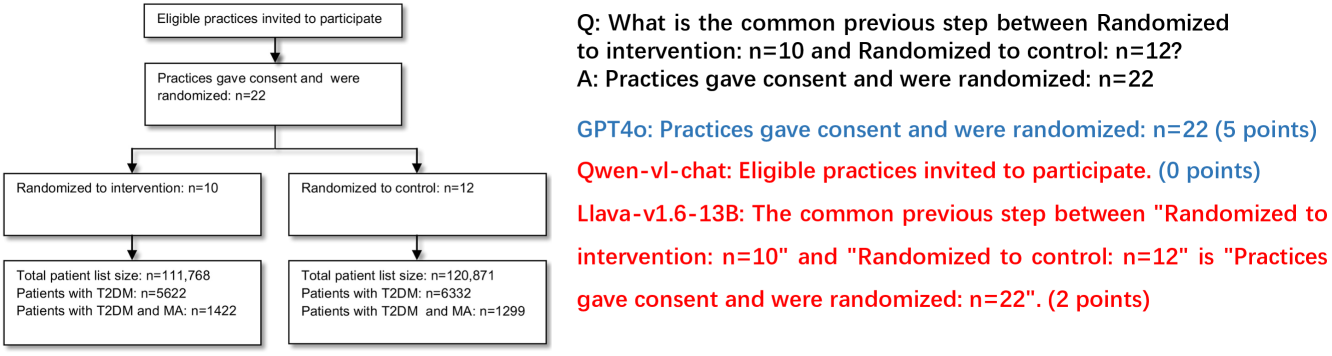 Eligible practices invited to participate
Practices gave consent and were
randomized: n=22
Randomized to intervention: n=10
Randomized to control: n=12
Total patient list size: n=111,768
Patients with T2DM: n=5622
Patients with T2DM and MA: n=1422
Total patient list size: n=120,871
Patients with T2DM: n=6332
Patients with T2DM and MA: n=1299
Q: What is the common previous step between Randomized
to intervention: n=10 and Randomized to control: n=12?
A: Practices gave consent and were randomized: n=22
GPT4o: Practices gave consent and were randomized: n=22 (5 points)
Qwen-vl-chat: Eligible practices invited to participate. (0 points)
Llava-v1.6-13B: The common previous step between "Randomized to
intervention: n=10" and "Randomized to control: n=12" is "Practices
gave consent and were randomized: n=22". (2 points)